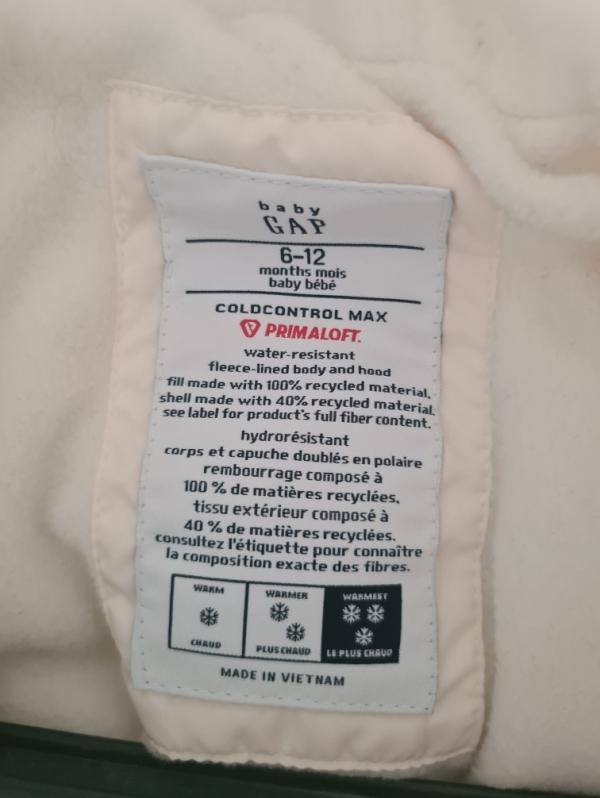 baby
GAP
6–12
months mois
baby bébé
COLDCONTROL MAX
PRIMALOFT.
water-resistant
fleece-lined body and hood
fill made with 100% recycled material,
shell made with 40% recycled material.
see label for product's full fiber content.
hydrorésistant
corps et capuche doublés en polaire
rembourrage composé à
100 % de matières recyclées,
tissu extérieur composé à
40 % de matières recyclées.
consultez l'étiquette pour connaître
la composition exacte des fibres.
WARM WARMER WARMEST
CHAUD PLUS CHAUD LE PLUS CHAUD
MADE IN VIETNAM